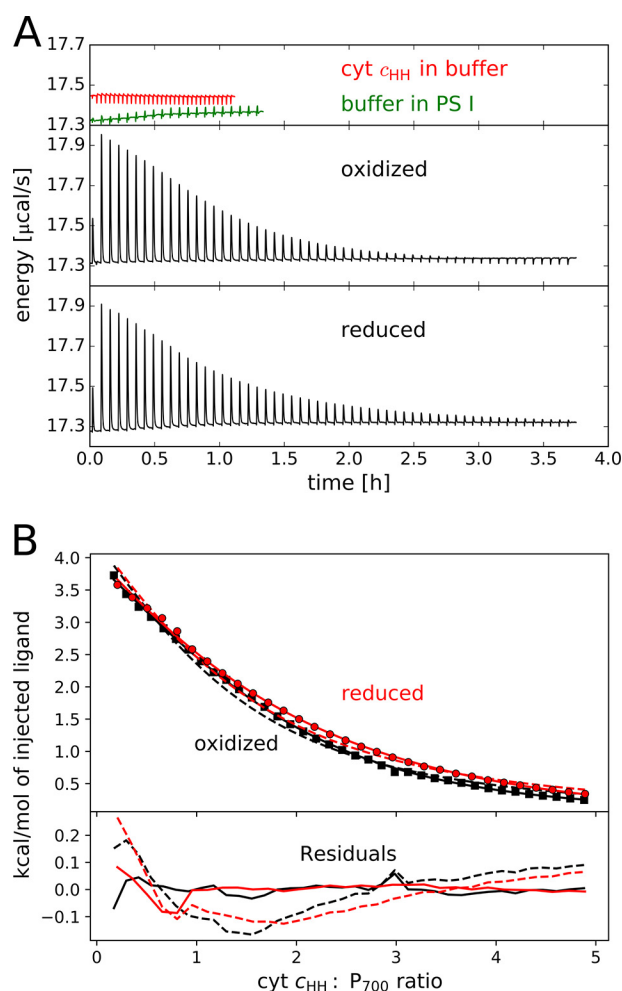 A
17.7
17.5
17.3
cyt cHH in buffer
buffer in PS I
17.9
17.7
17.5
17.3
oxidized
17.9
17.7
17.5
17.3
reduced
energy [μcal/s]
0.0 0.5 1.0 1.5 2.0 2.5 3.0 3.5 4.0
time [h]
B
4.0
3.5
3.0
2.5
2.0
1.5
1.0
0.5
reduced
oxidized
kcal/mol of injected ligand
0.2
0.1
0.0
−0.1
Residuals
0 1 2 3 4 5
cyt cHH : P700 ratio